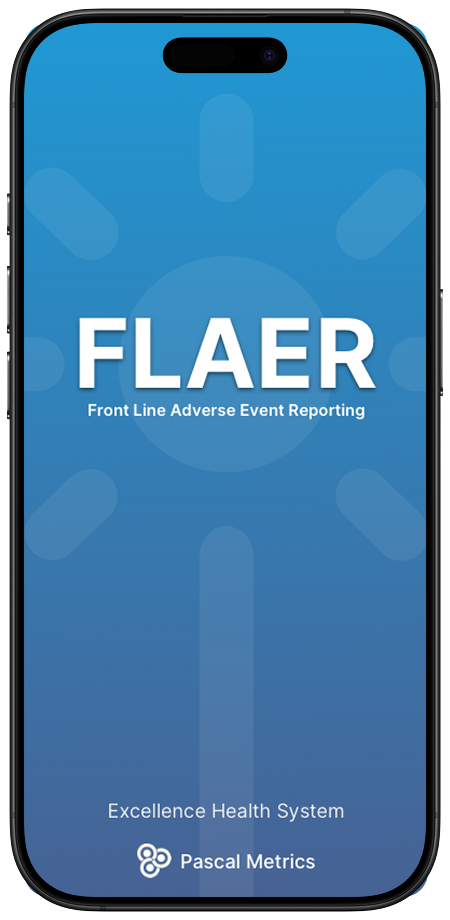 FLAER
Front Line Adverse Event Reporting
Excellence Health System
Pascal Metrics